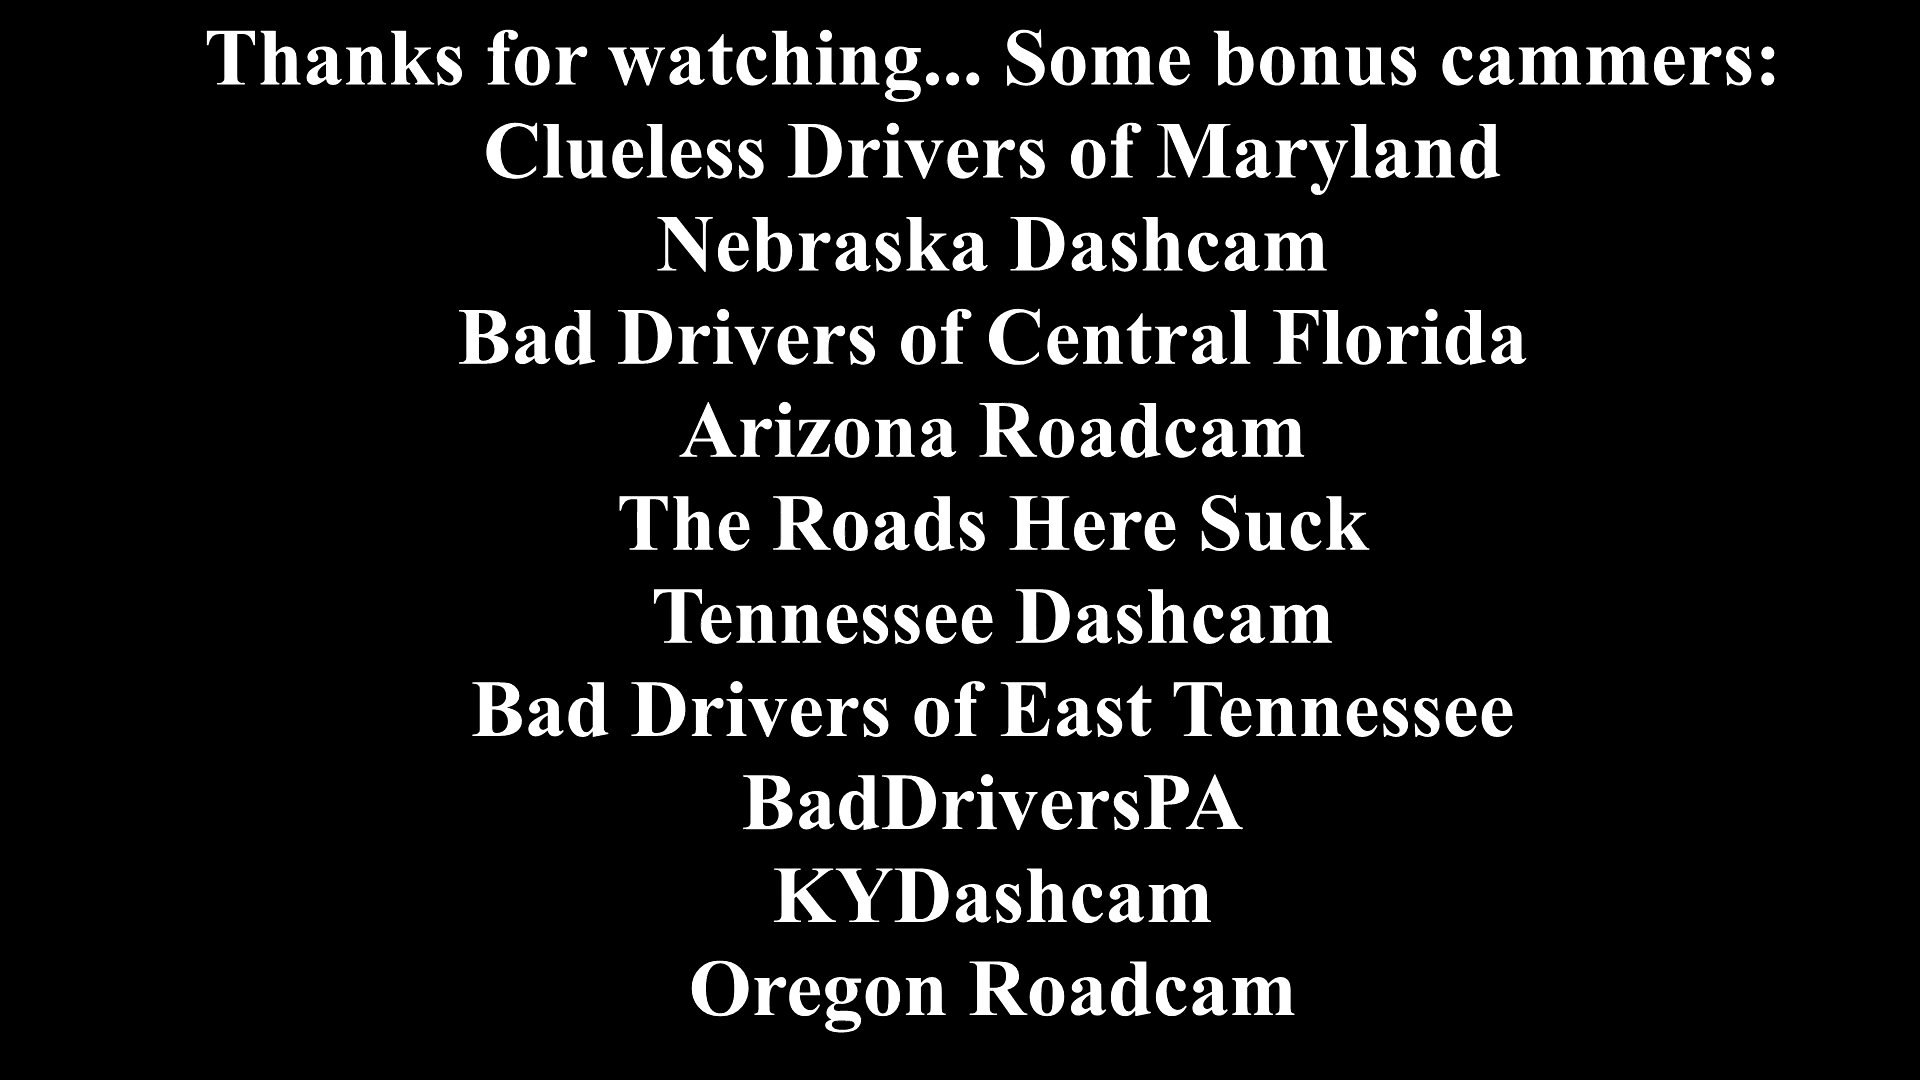 Thanks for watching... Some bonus cammers:
Clueless Drivers of Maryland
Nebraska Dashcam
Bad Drivers of Central Florida
Arizona Roadcam
The Roads Here Suck
Tennessee Dashcam
Bad Drivers of East Tennessee
BadDriversPA
KYDashcam
Oregon Roadcam